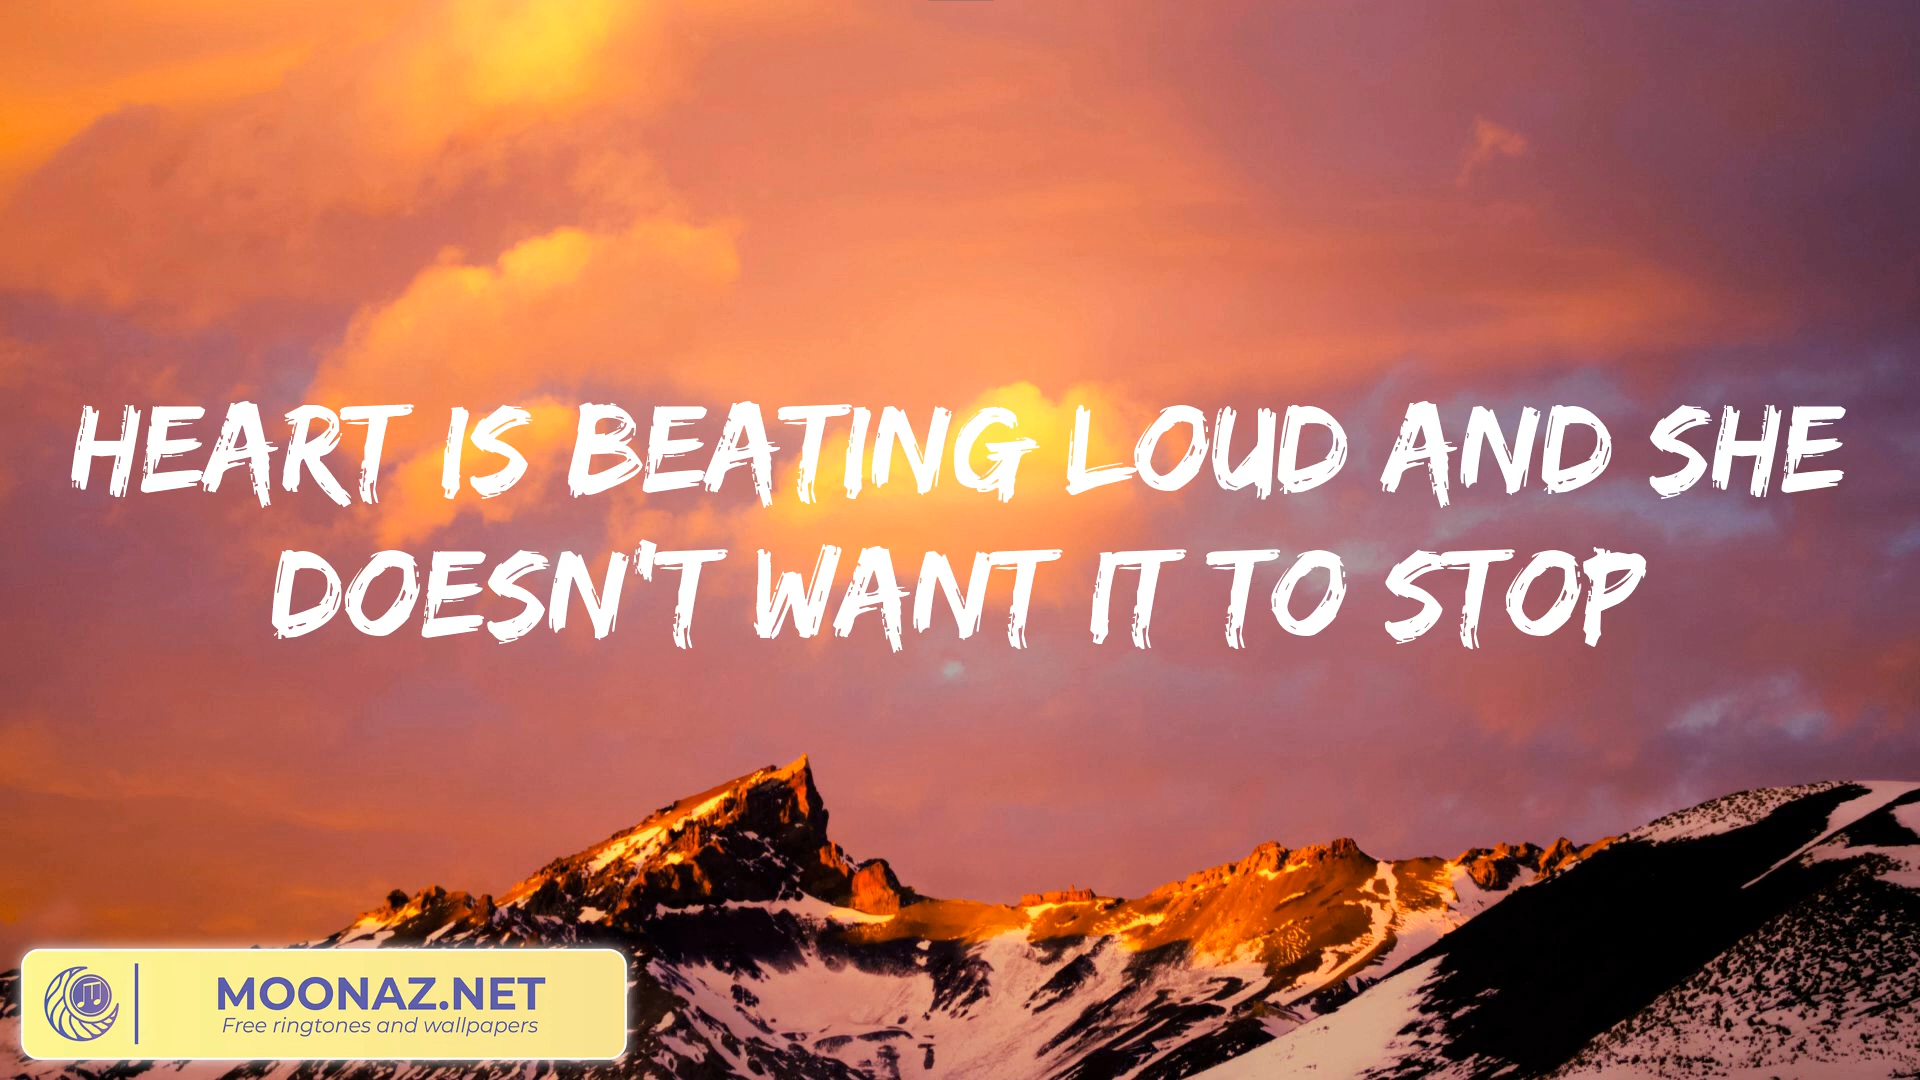 HEART IS BEATING LOUD AND SHE
DOESN'T WANT IT TO STOP
MOONAZ.NET
Free ringtones and wallpapers